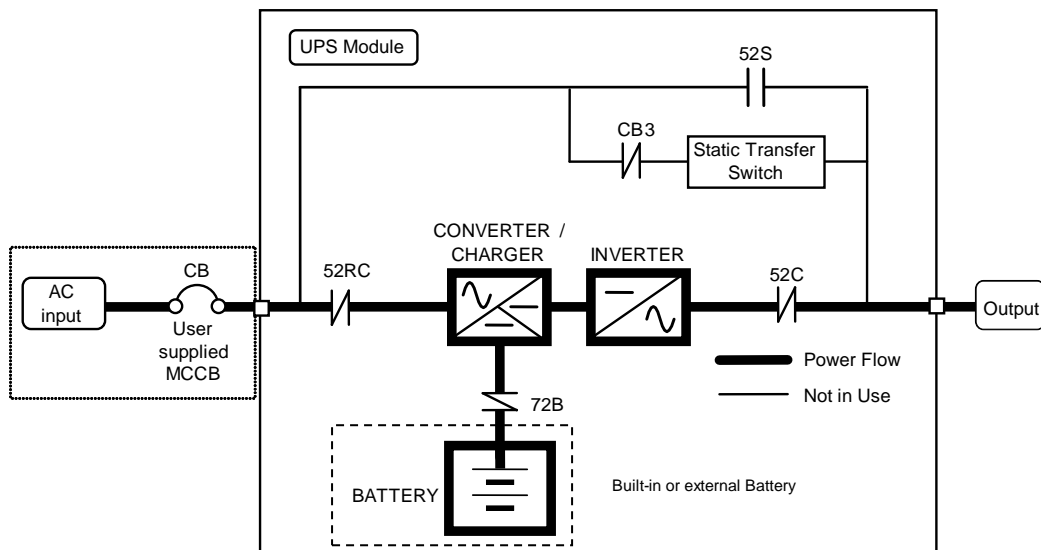 UPS Module
52S
CB3
Static Transfer
Switch
CONVERTER /
CHARGER
INVERTER
52RC
52C
CB
AC
input
User
supplied
MCCB
Output
Power Flow
Not in Use
72B
BATTERY
Built-in or external Battery